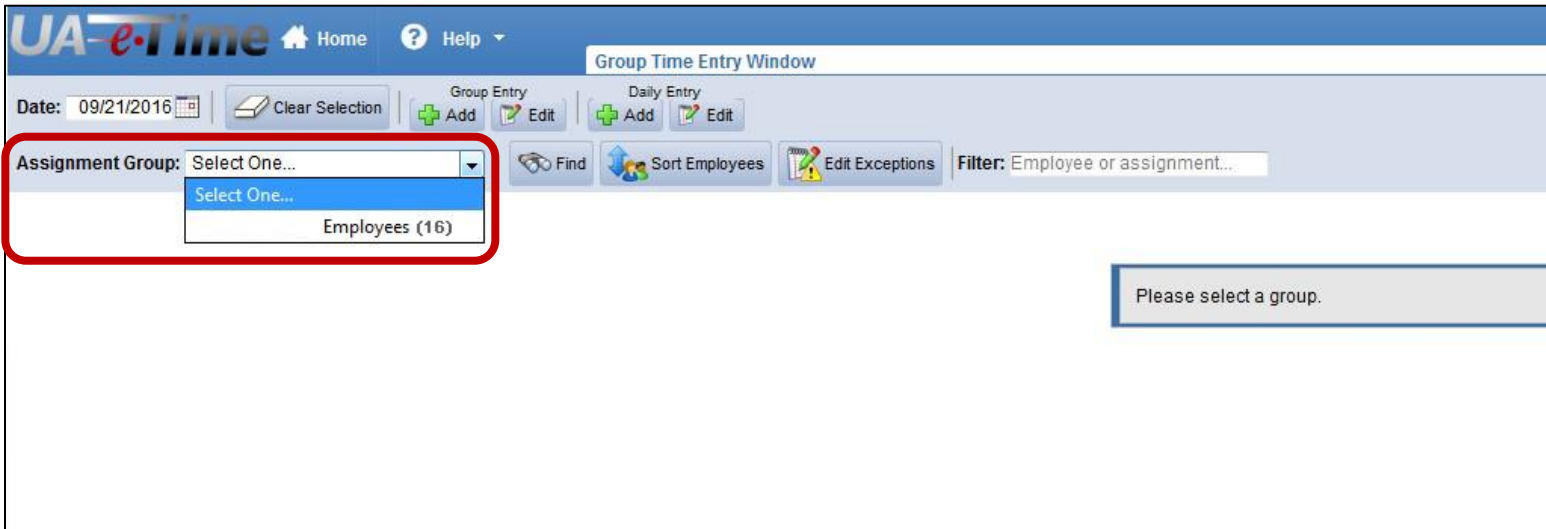 UA-e·Time Home ? Help
Group Time Entry Window
Date: 09/21/2016 Clear Selection Group Entry Add Edit Daily Entry Add Edit
Assignment Group: Select One... Find Sort Employees Edit Exceptions Filter: Employee or assignment...
Select One...
Employees (16)
Please select a group.